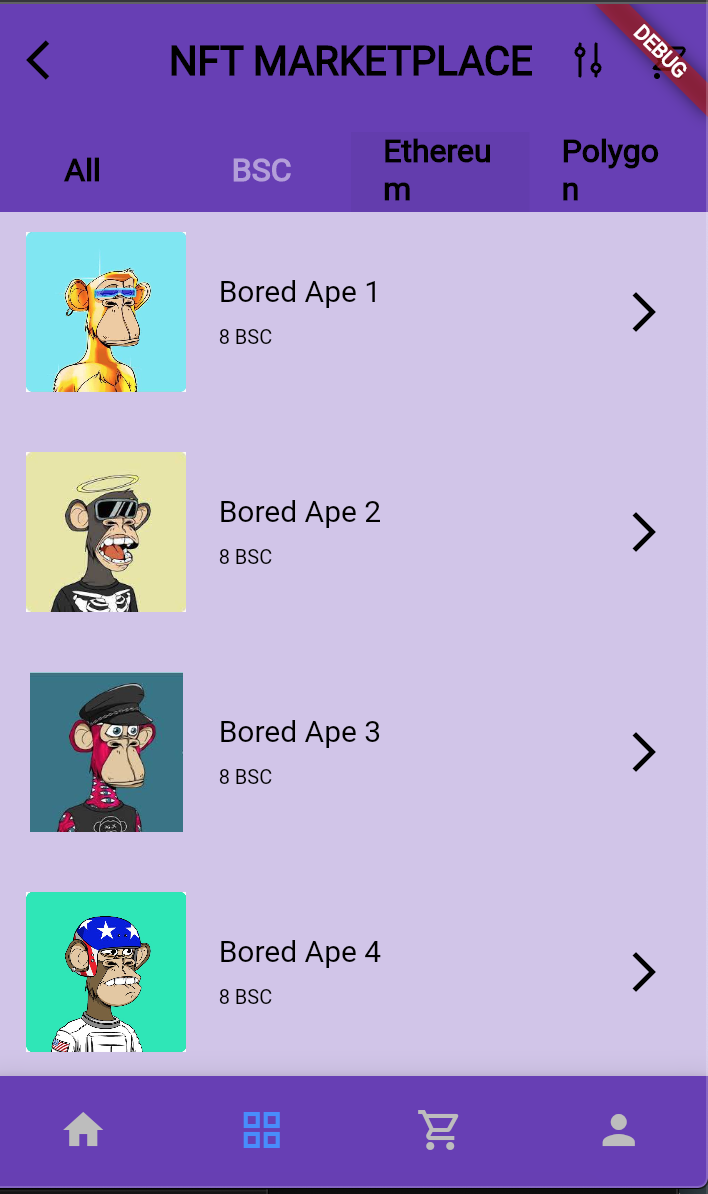 NFT MARKETPLACE
DEBUG
All
BSC
Ethereu
m
Polygo
n
Bored Ape 1
8 BSC
Bored Ape 2
8 BSC
Bored Ape 3
8 BSC
Bored Ape 4
8 BSC